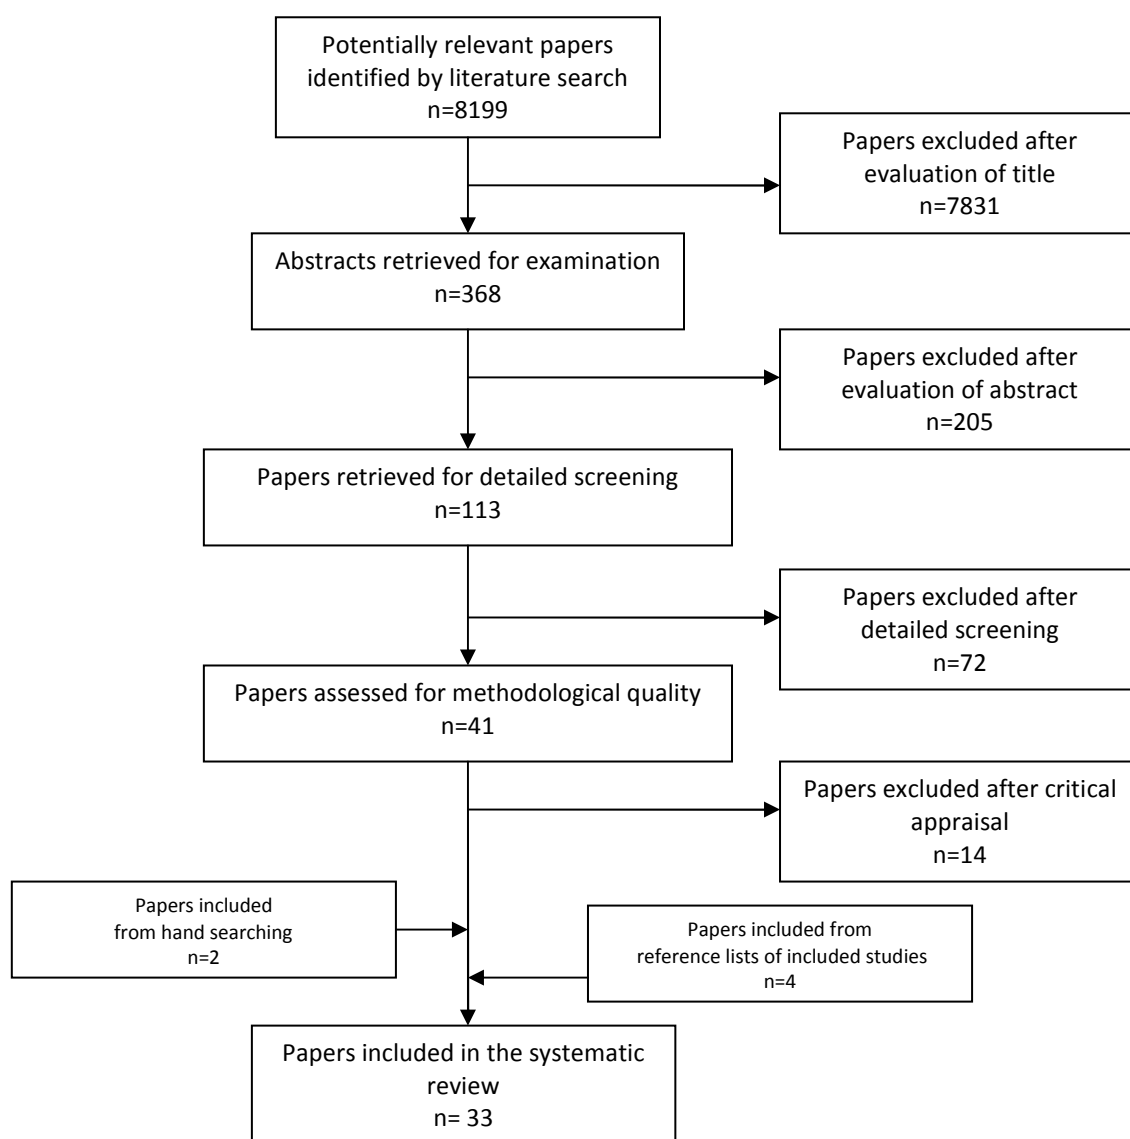 Potentially relevant papers
identified by literature search
n=8199
Papers excluded after
evaluation of title
n=7831
Abstracts retrieved for examination
n=368
Papers excluded after
evaluation of abstract
n=205
Papers retrieved for detailed screening
n=113
Papers excluded after
detailed screening
n=72
Papers assessed for methodological quality
n=41
Papers excluded after critical
appraisal
n=14
Papers included
from hand searching
n=2
Papers included from
reference lists of included studies
n=4
Papers included in the systematic
review
n= 33